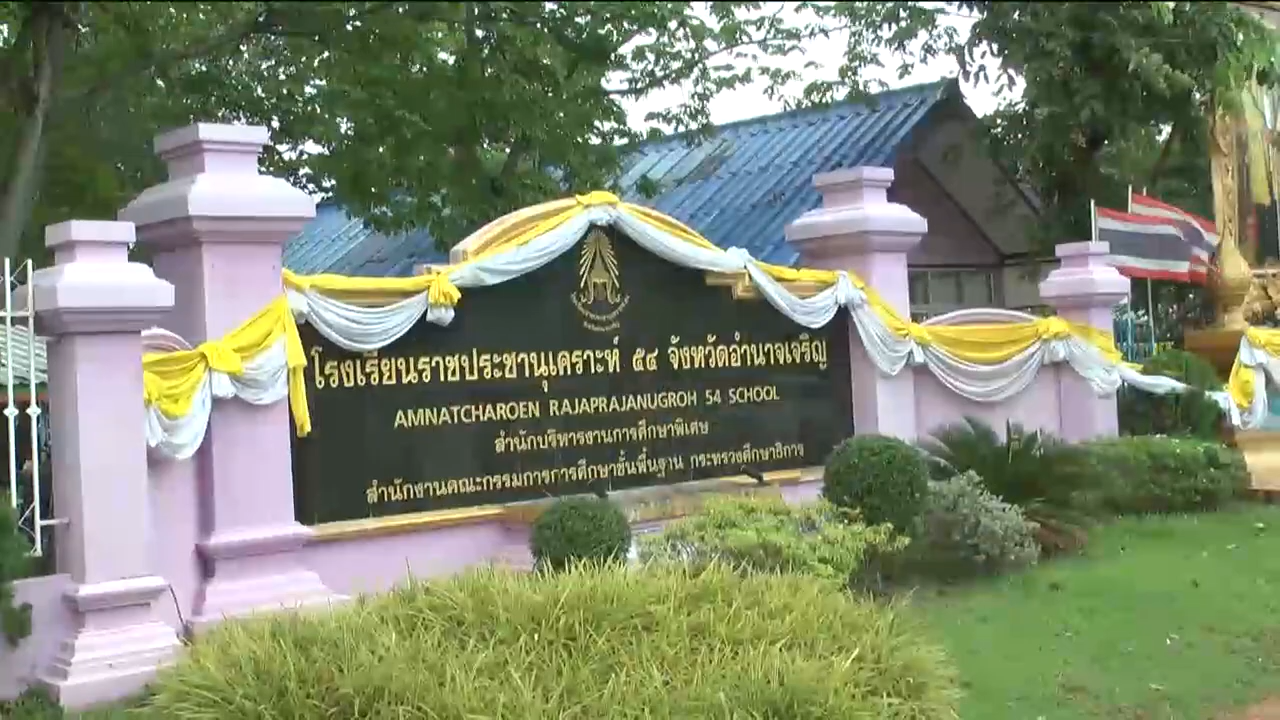 โรงเรียนราชประชานุเคราะห์ ๕๔ จังหวัดอำนาจเจริญ
AMNATCHAROEN RAJAPRAJANUGROH 54 SCHOOL
สำนักบริหารงานการศึกษาพิเศษ
สำนักงานคณะกรรมการการศึกษาขั้นพื้นฐาน กระทรวงศึกษาธิการ